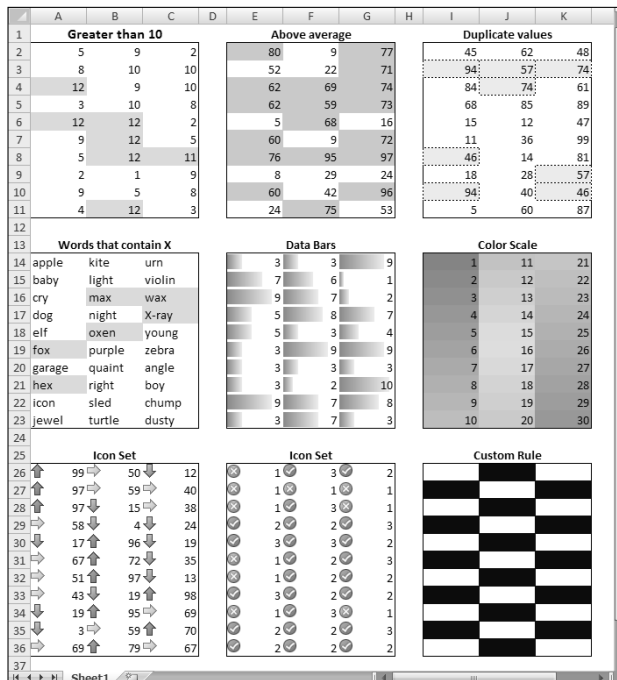 A B C D E F G H I J K
1 Greater than 10 Above average Duplicate values
2 5 9 2 80 9 77 45 62 48
3 8 10 10 52 22 71 94 57 74
4 12 9 10 62 69 74 84 74 61
5 3 10 8 62 59 73 68 85 89
6 12 12 2 5 68 16 15 12 47
7 9 12 5 60 9 72 11 36 99
8 5 12 11 76 95 97 46 14 81
9 2 1 9 8 29 24 18 28 57
10 9 5 8 60 42 96 94 40 46
11 4 12 3 24 75 53 5 60 87
12
13 Words that contain X Data Bars Color Scale
14 apple kite urn 3 3 9 1 11 21
15 baby light violin 7 6 1 2 12 22
16 cry max wax 9 7 2 3 13 23
17 dog night X-ray 5 8 7 4 14 24
18 elf oxen young 5 3 4 5 15 25
19 fox purple zebra 3 9 9 6 16 26
20 garage quaint angle 3 3 3 7 17 27
21 hex right boy 3 2 10 8 18 28
22 icon sled chump 9 7 8 9 19 29
23 jewel turtle dusty 3 7 3 10 20 30
24
25 Icon Set Icon Set Custom Rule
26 99 50 12 1 3 2
27 97 59 40 1 1 1
28 97 15 38 1 3 1
29 58 4 24 2 2 3
30 17 96 19 3 2 2
31 67 72 35 1 2 3
32 51 97 13 1 2 2
33 43 19 98 3 2 2
34 19 95 69 1 3 1
35 3 59 70 2 2 3
36 69 79 67 2 2 2
37
Sheet1